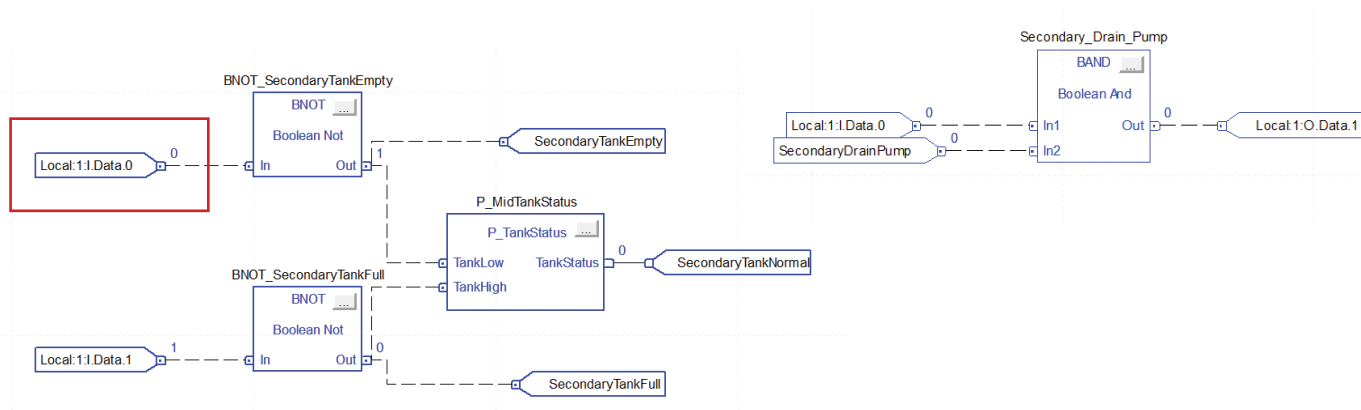 BNOT_SecondaryTankEmpty
BNOT ...
Boolean Not
Local:1:I.Data.0
0
In
Out
1
SecondaryTankEmpty
P_MidTankStatus
P_TankStatus ...
TankLow
TankStatus
0
SecondaryTankNormal
TankHigh
BNOT_SecondaryTankFull
BNOT ...
Boolean Not
Local:1:I.Data.1
1
In
Out
0
SecondaryTankFull
Secondary_Drain_Pump
BAND ...
Boolean And
Local:1:I.Data.0
0
In1
Out
0
Local:1:O.Data.1
SecondaryDrainPump
0
In2